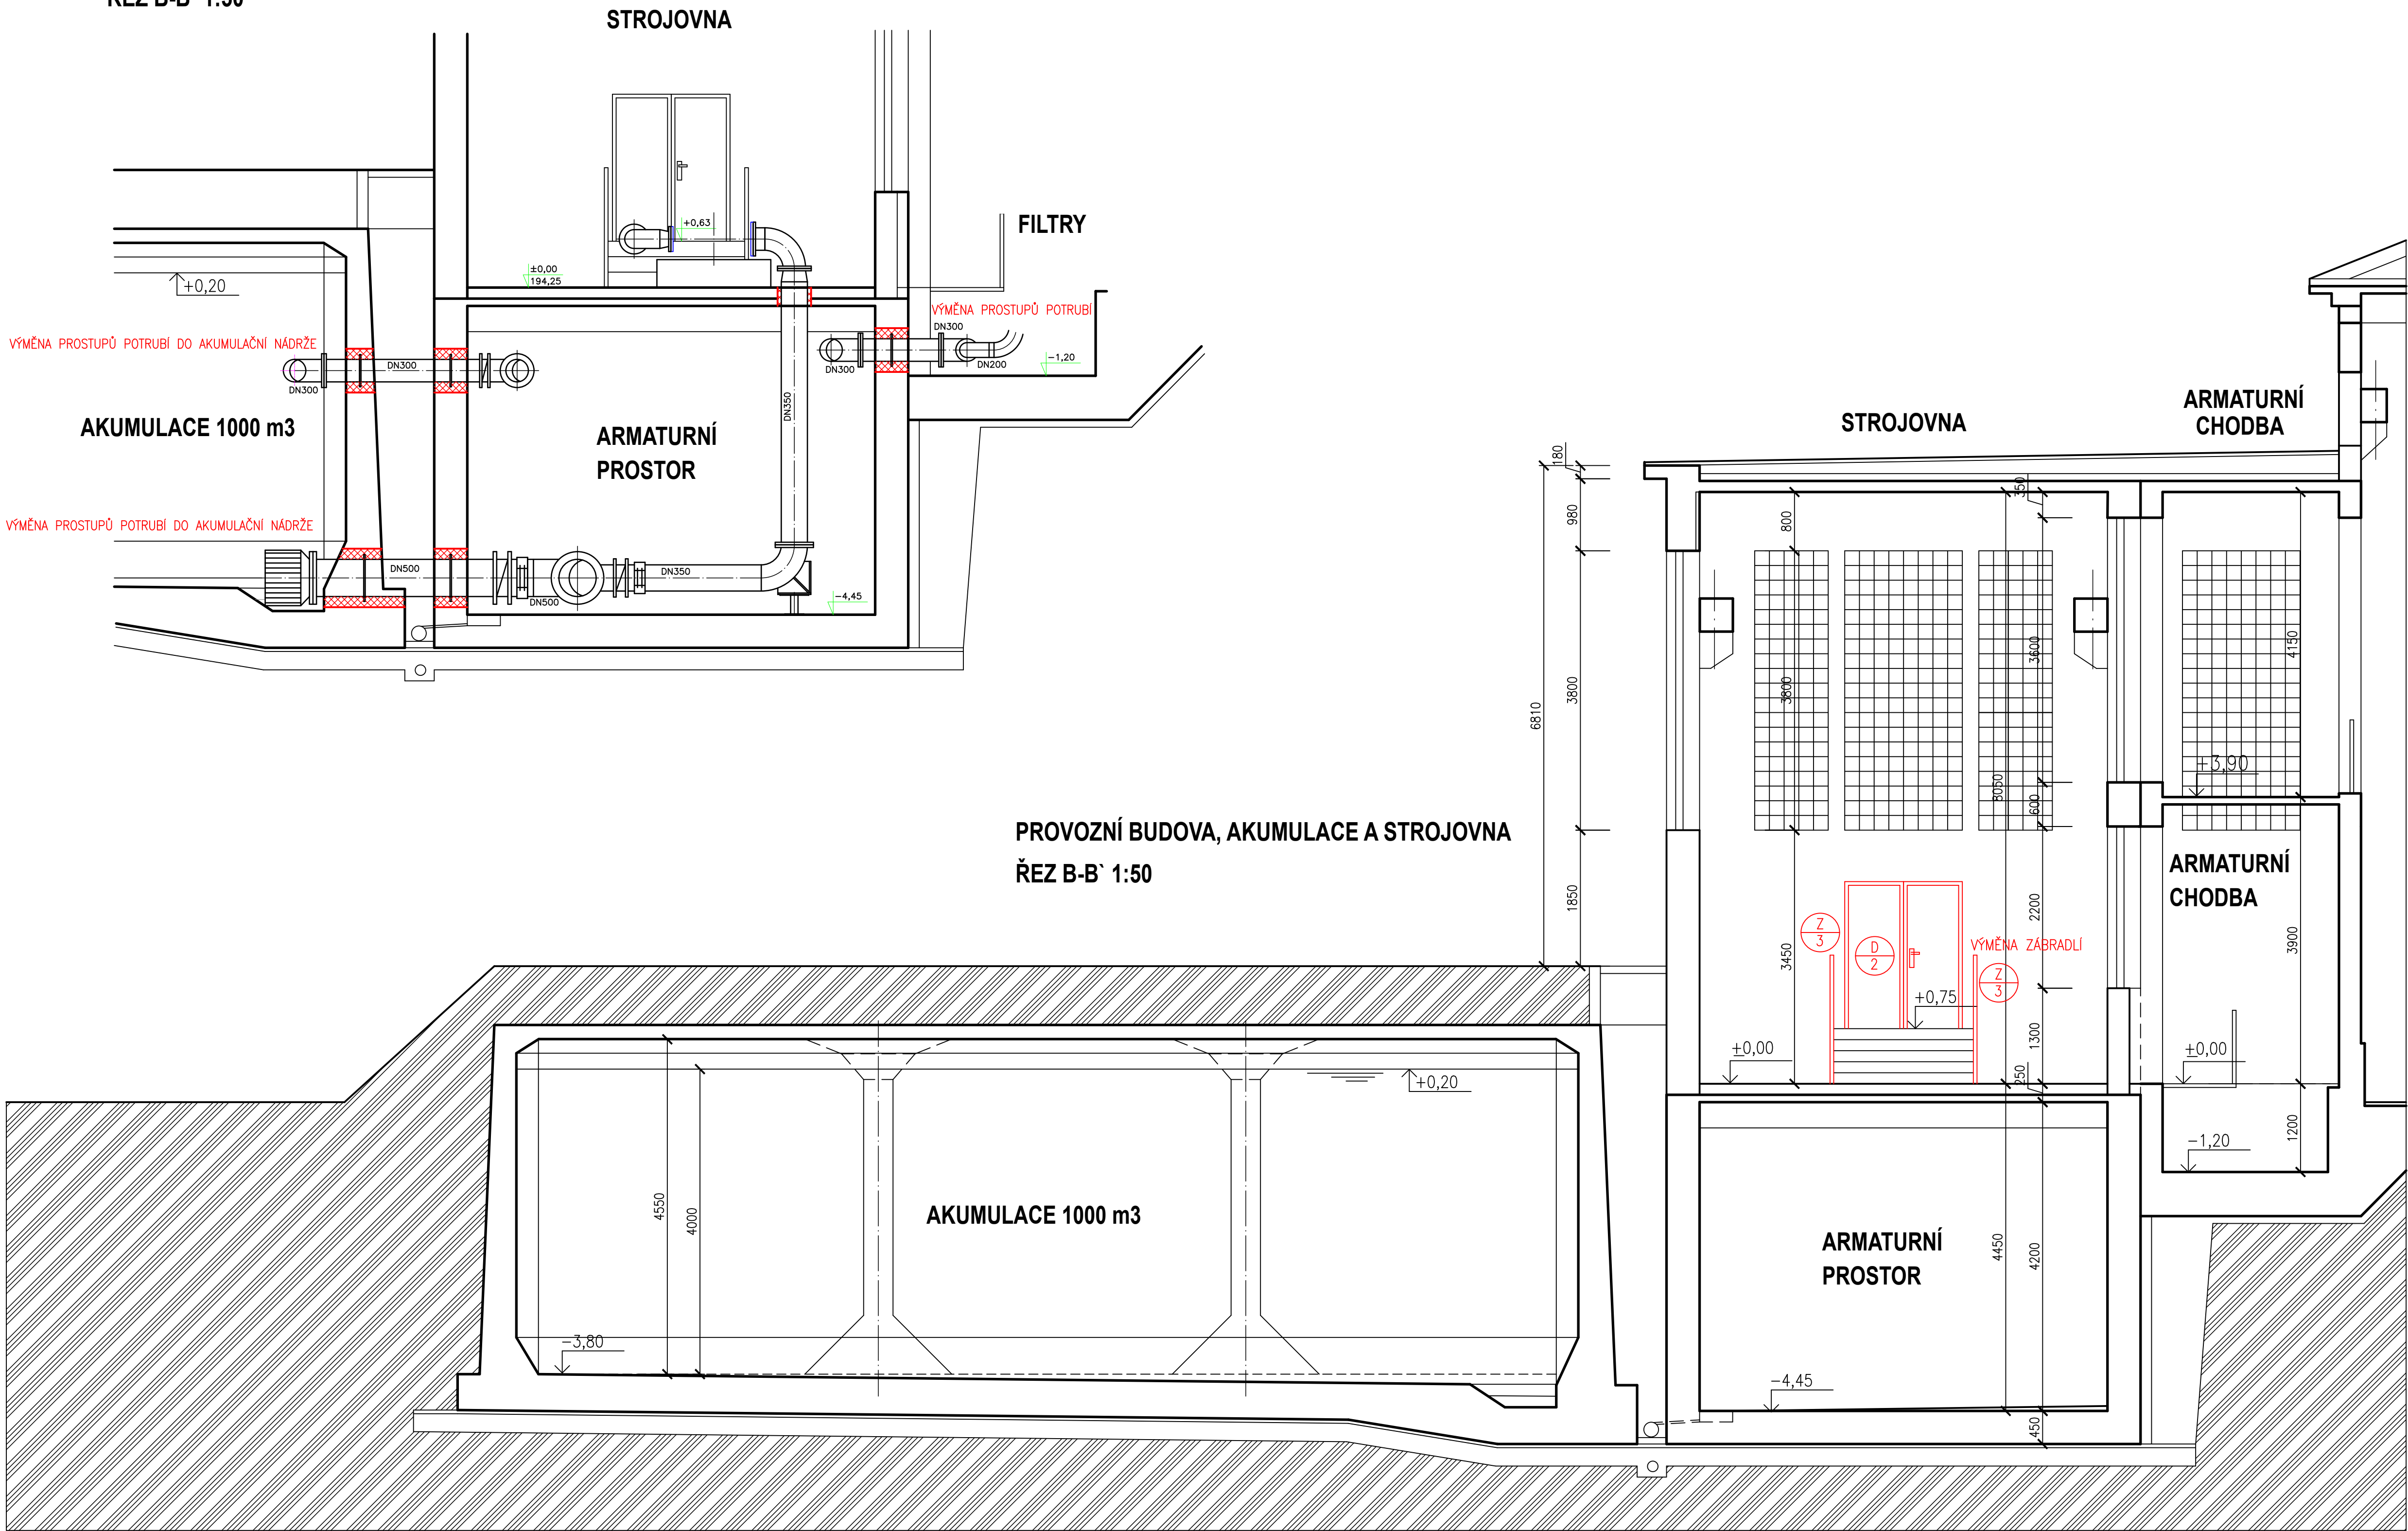 ŘEZ B-B` 1:50
STROJOVNA
FILTRY
+0,63
±0,00
194,25
+0,20
VÝMĚNA PROSTUPŮ POTRUBÍ
DN300
-1,20
VÝMĚNA PROSTUPŮ POTRUBÍ DO AKUMULAČNÍ NÁDRŽE
DN300
DN300
DN300
DN200
DN350
AKUMULACE 1000 m3
ARMATURNÍ
PROSTOR
VÝMĚNA PROSTUPŮ POTRUBÍ DO AKUMULAČNÍ NÁDRŽE
DN500
DN350
DN500
-4,45
STROJOVNA
ARMATURNÍ
CHODBA
180
980
3800
6810
1850
800
350
3800
3600
8050
600
4150
+3,90
PROVOZNÍ BUDOVA, AKUMULACE A STROJOVNA
ŘEZ B-B` 1:50
ARMATURNÍ
CHODBA
Z
3
D
2
VÝMĚNA ZÁBRADLÍ
Z
3
3450
2200
3900
+0,75
1300
±0,00
±0,00
250
+0,20
1200
-1,20
4550
4000
AKUMULACE 1000 m3
ARMATURNÍ
PROSTOR
4450
4200
-3,80
-4,45
450